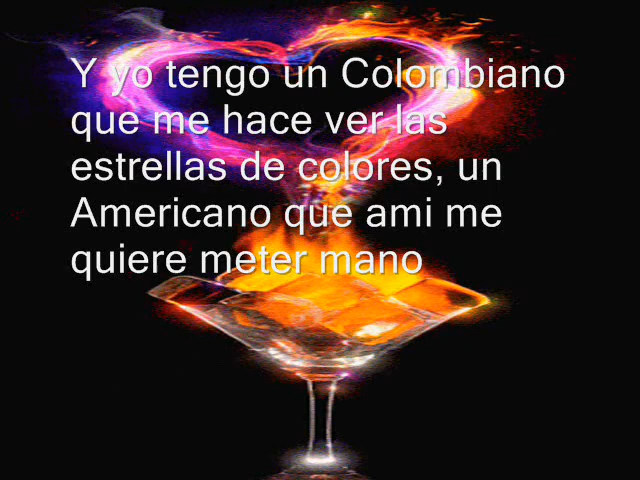 Y yo tengo un Colombiano
que me hace ver las
estrellas de colores, un
Americano que ami me
quiere meter mano